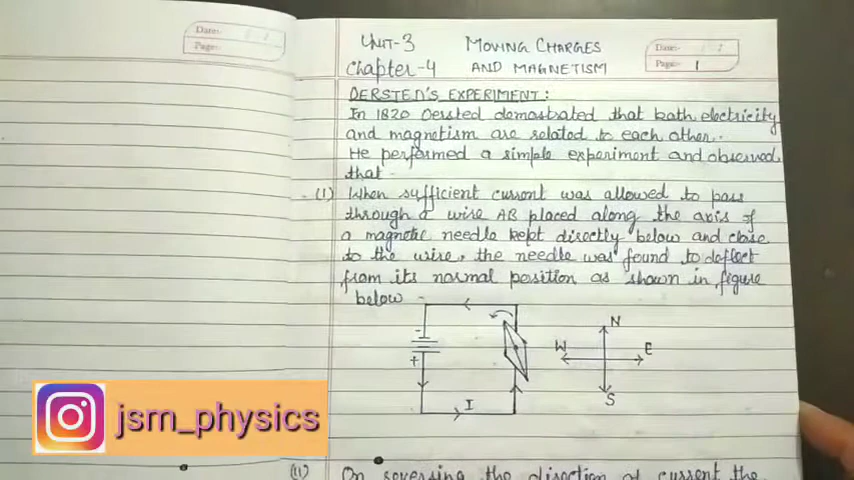 Date:
Page:
Unit-3 MOVING CHARGES
Chapter-4 AND MAGNETISM
Date:
Page: 1
OERSTED'S EXPERIMENT:
In 1820 Oersted demostrated that both electricity
and magnetism are related to each other.
He performed a simple experiment and observed
that -
(I) When sufficient current was allowed to pass
through a wire AB placed along the axis of
a magnetic needle kept directly below and close
to the wire, the needle was found to deflect
from its normal position as shown in figure
below -
- +
I
N
W E
S
jsm_physics
(II) On reversing the direction of current the